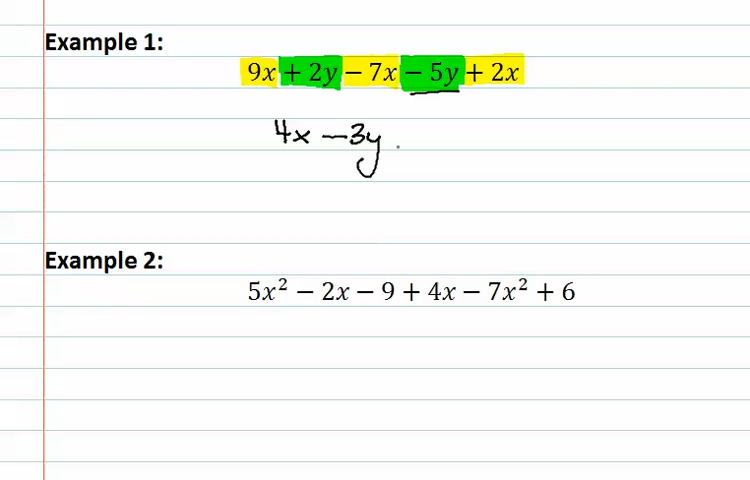 Example 1:
9x + 2y − 7x − 5y + 2x
4x − 3y
Example 2:
5x² − 2x − 9 + 4x − 7x² + 6